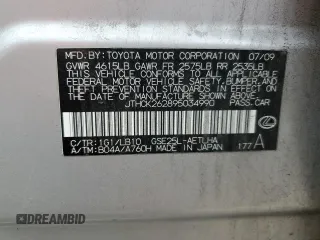 MFD. BY: TOYOTA MOTOR CORPORATION 07/09
GVWR 4615LB GAWR FR 2575LB RR 2535LB
THIS VEHICLE CONFORMS TO ALL APPLICABLE
FEDERAL MOTOR VEHICLE SAFETY, BUMPER,
AND THEFT PREVENTION STANDARDS IN EFFECT
ON THE DATE OF MANUFACTURE SHOWN ABOVE.
JTHCK262895034990 PASS.CAR
C/TR: 1G1/LB10 GSE25L-AETLHA
A/TM: B04A/A760H MADE IN JAPAN 177 A
© AUTOBIDMASTER